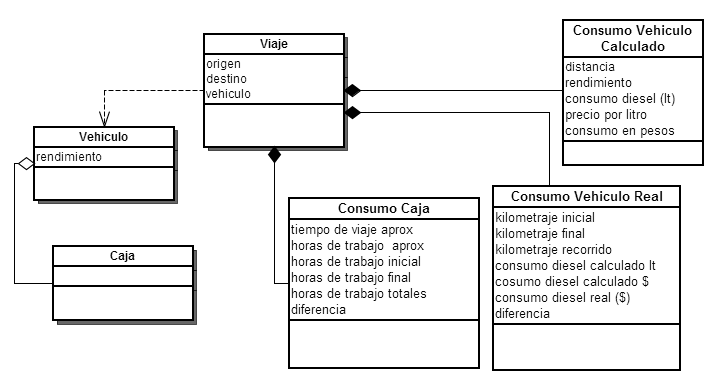 Viaje
origen
destino
vehiculo
Consumo Vehiculo
Calculado
distancia
rendimiento
consumo diesel (lt)
precio por litro
consumo en pesos
Vehiculo
rendimiento
Caja
Consumo Caja
tiempo de viaje aprox
horas de trabajo aprox
horas de trabajo inicial
horas de trabajo final
horas de trabajo totales
diferencia
Consumo Vehiculo Real
kilometraje inicial
kilometraje final
kilometraje recorrido
consumo diesel calculado lt
cosumo diesel calculado $
consumo diesel real ($)
diferencia